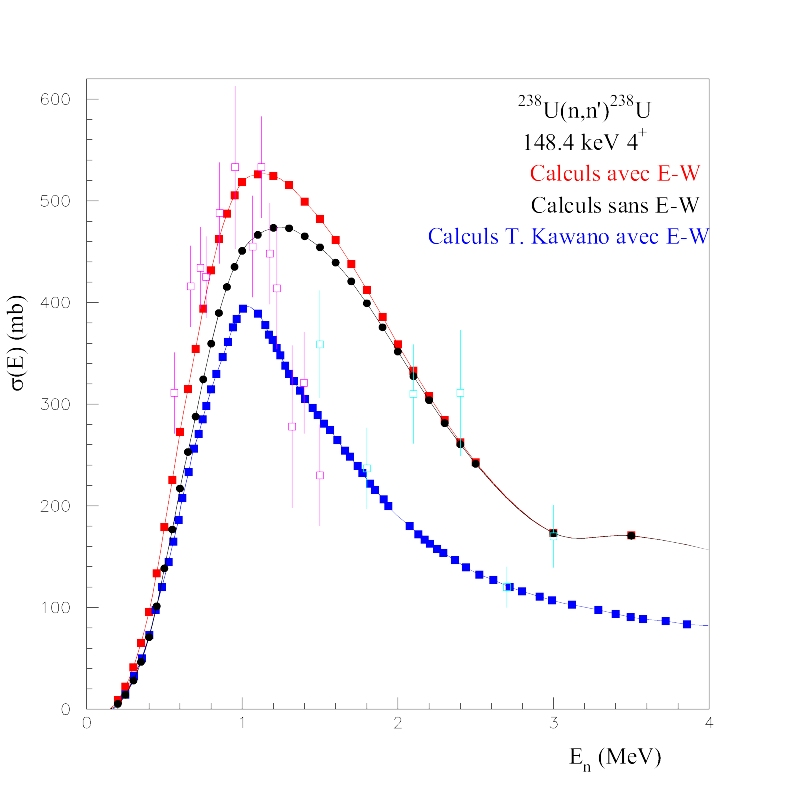 ²³⁸U(n,n')²³⁸U
148.4 keV 4⁺
Calculs avec E-W
Calculs sans E-W
Calculs T. Kawano avec E-W
σ(E) (mb)
600
500
400
300
200
100
0
0 1 2 3 4
Eₙ (MeV)